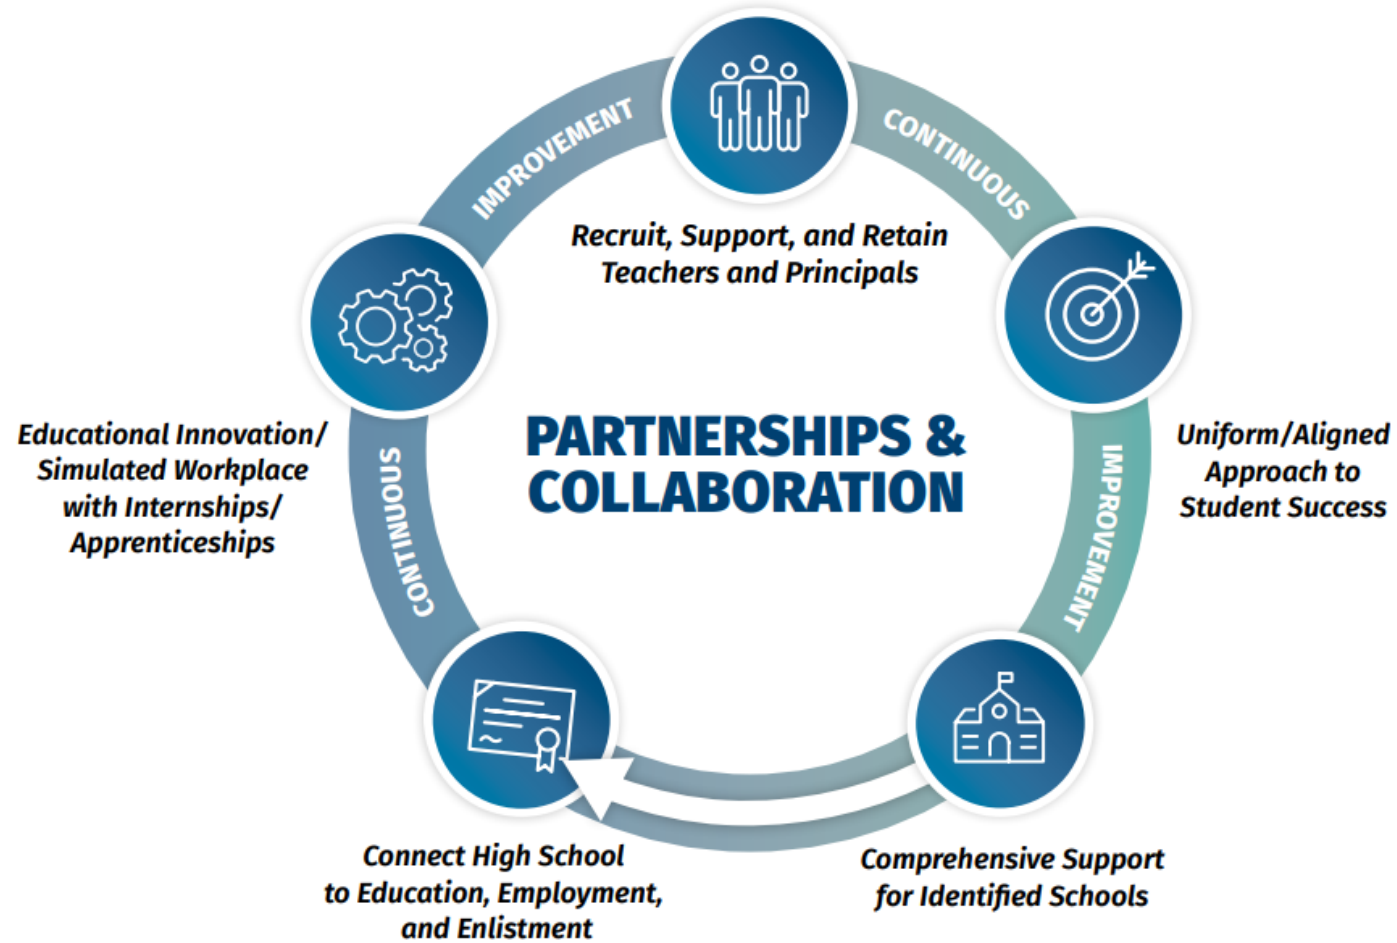 IMPROVEMENT
CONTINUOUS
Recruit, Support, and Retain
Teachers and Principals
PARTNERSHIPS &
COLLABORATION
Educational Innovation/
Simulated Workplace
with Internships/
Apprenticeships
Uniform/Aligned
Approach to
Student Success
CONTINUOUS
IMPROVEMENT
Connect High School
to Education, Employment,
and Enlistment
Comprehensive Support
for Identified Schools